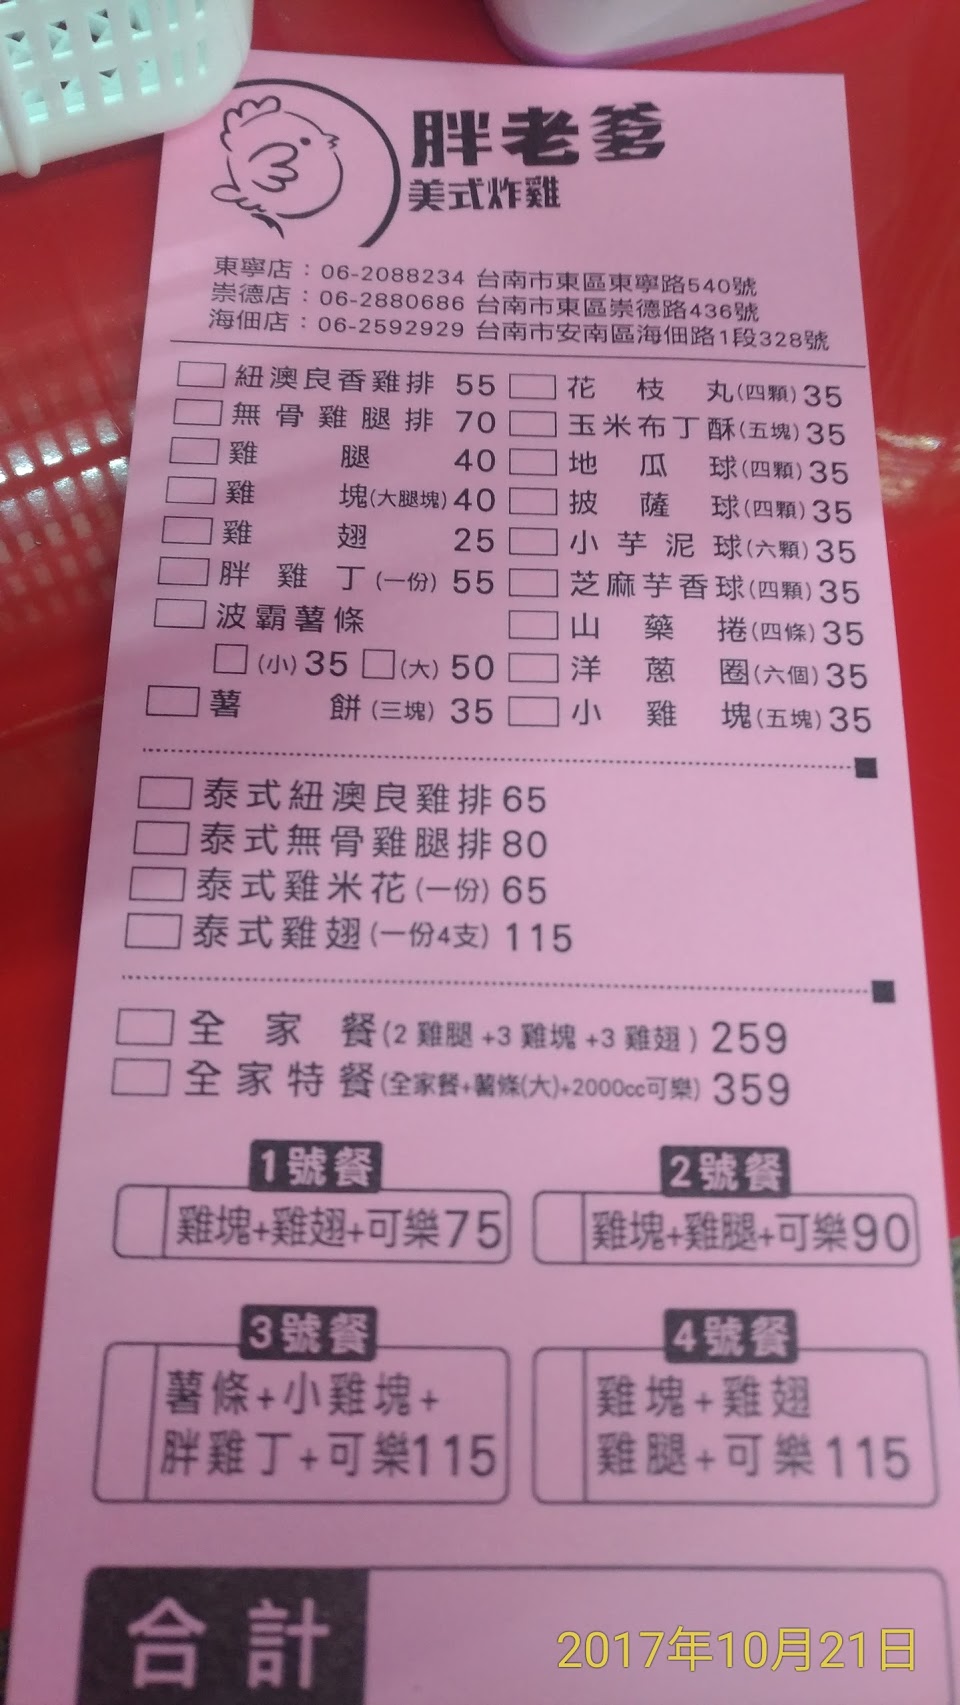 胖老爹
美式炸雞
東寧店：06-2088234 台南市東區東寧路540號
崇德店：06-2880686 台南市東區崇德路436號
海佃店：06-2592929 台南市安南區海佃路1段328號
紐澳良香雞排 55 花枝丸(四顆)35
無骨雞腿排 70 玉米布丁酥(五塊)35
雞腿 40 地瓜球(四顆)35
雞塊(大腿塊)40 披薩球(四顆)35
雞翅 25 小芋泥球(六顆)35
胖雞丁(一份) 55 芝麻芋香球(四顆)35
波霸薯條 山藥捲(四條)35
(小)35 (大)50 洋蔥圈(六個)35
薯餅(三塊) 35 小雞塊(五塊)35
泰式紐澳良雞排65
泰式無骨雞腿排80
泰式雞米花(一份)65
泰式雞翅(一份4支) 115
全家餐(2雞腿+3雞塊+3雞翅) 259
全家特餐(全家餐+薯條(大)+2000cc可樂) 359
1號餐 2號餐
雞塊+雞翅+可樂75 雞塊+雞腿+可樂90
3號餐 4號餐
薯條+小雞塊+ 雞塊+雞翅
胖雞丁+可樂115 雞腿+可樂115
合計
2017年10月21日